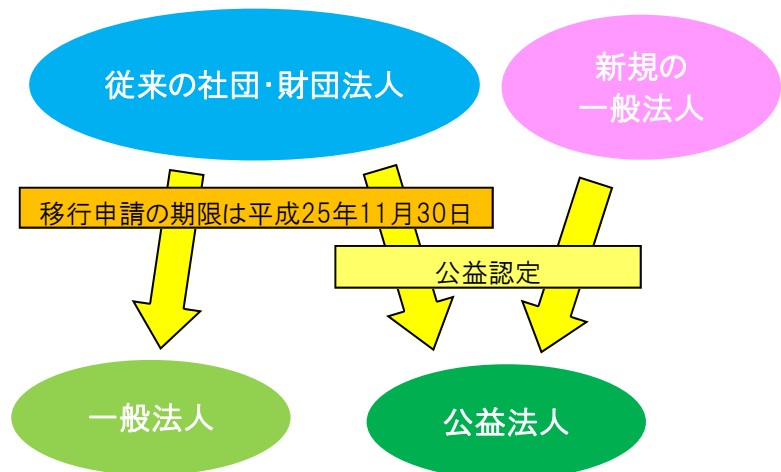 従来の社団・財団法人
新規の
一般法人
移行申請の期限は平成25年11月30日
公益認定
一般法人
公益法人